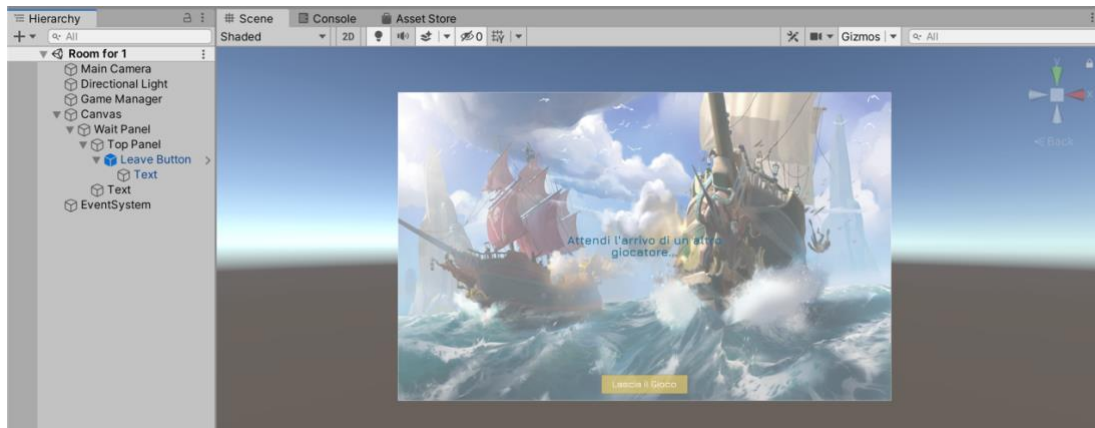 Hierarchy
All
Room for 1
Main Camera
Directional Light
Game Manager
Canvas
Wait Panel
Top Panel
Leave Button
Text
Text
EventSystem
Scene
Console
Asset Store
Shaded
2D
0
Gizmos
All
Y
x
Back
Attendi l'arrivo di un altro
giocatore...
Lascia il Gioco